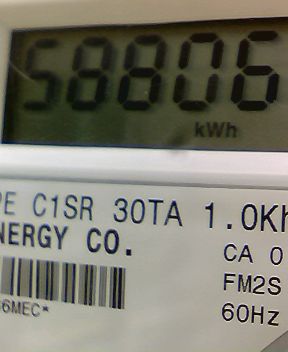 58806
kWh
PE C1SR 30TA 1.0Kh
NERGY CO.
CA 0
FM2S
6MEC*
60Hz